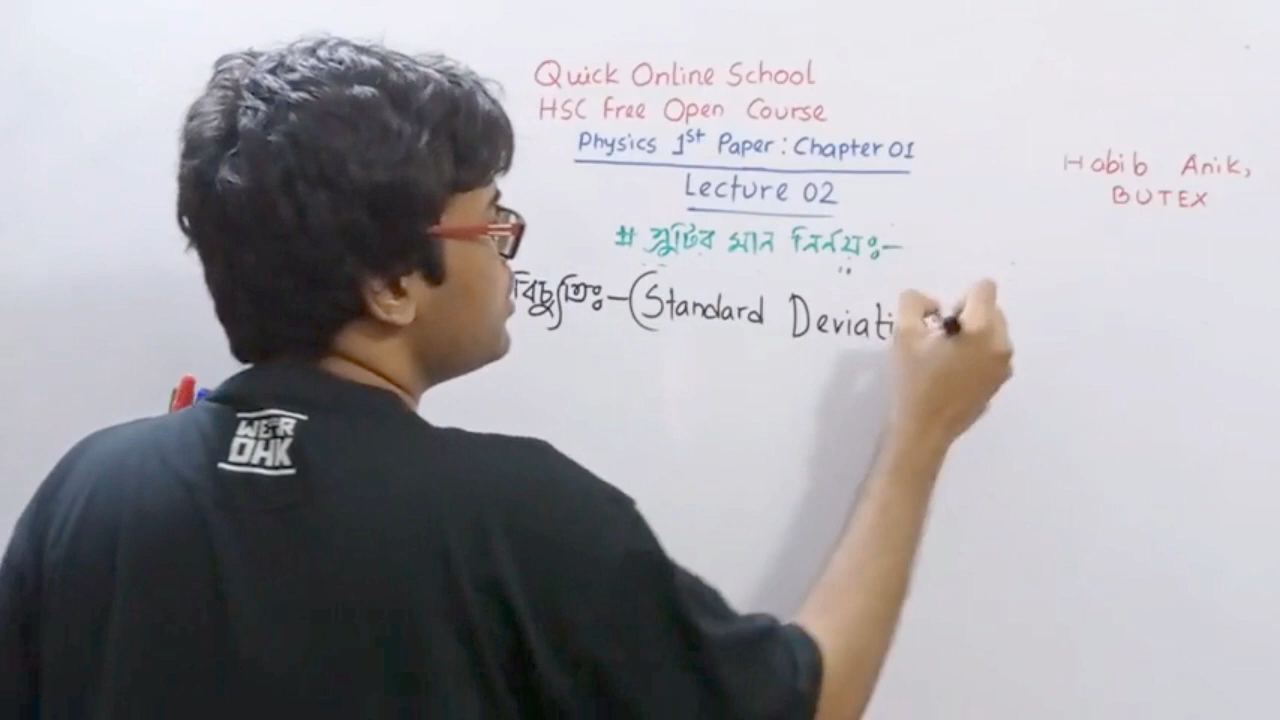 Quick Online School
HSC Free Open Course
Physics 1st Paper : Chapter 01
Lecture 02
Habib Anik,
BUTEX
# ত্রুটির মান নির্নয়ঃ-
বিচ্যুতিঃ-(Standard Deviati
WE R
DHK